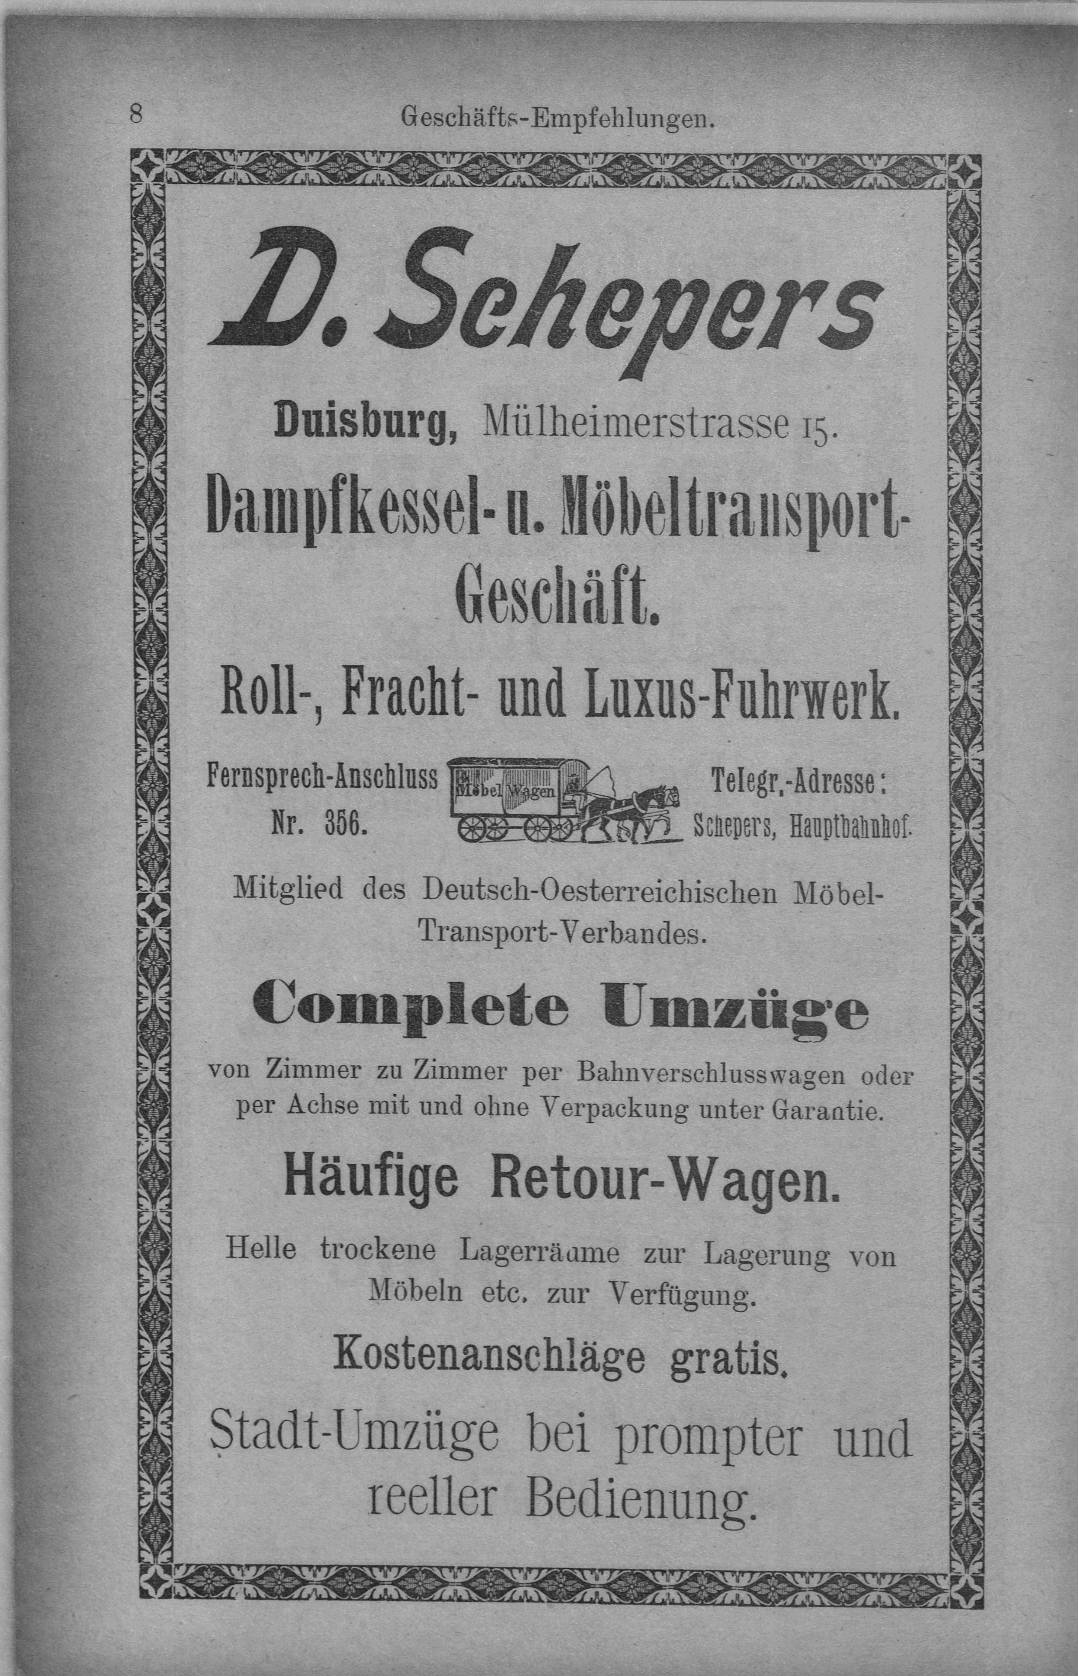 8
Geschäfts-Empfehlungen.
D. Schepers
Duisburg, Mülheimerstrasse 15.
Dampfkessel- u. Möbeltransport-
Geschäft.
Roll-, Fracht- und Luxus-Fuhrwerk.
Fernsprech-Anschluss
Nr. 356.
Möbel Wagen
Telegr.-Adresse:
Schepers, Hauptbahnhof.
Mitglied des Deutsch-Oesterreichischen Möbel-
Transport-Verbandes.
Complete Umzüge
von Zimmer zu Zimmer per Bahnverschlusswagen oder
per Achse mit und ohne Verpackung unter Garantie.
Häufige Retour-Wagen.
Helle trockene Lagerräume zur Lagerung von
Möbeln etc. zur Verfügung.
Kostenanschläge gratis.
Stadt-Umzüge bei prompter und
reeller Bedienung.